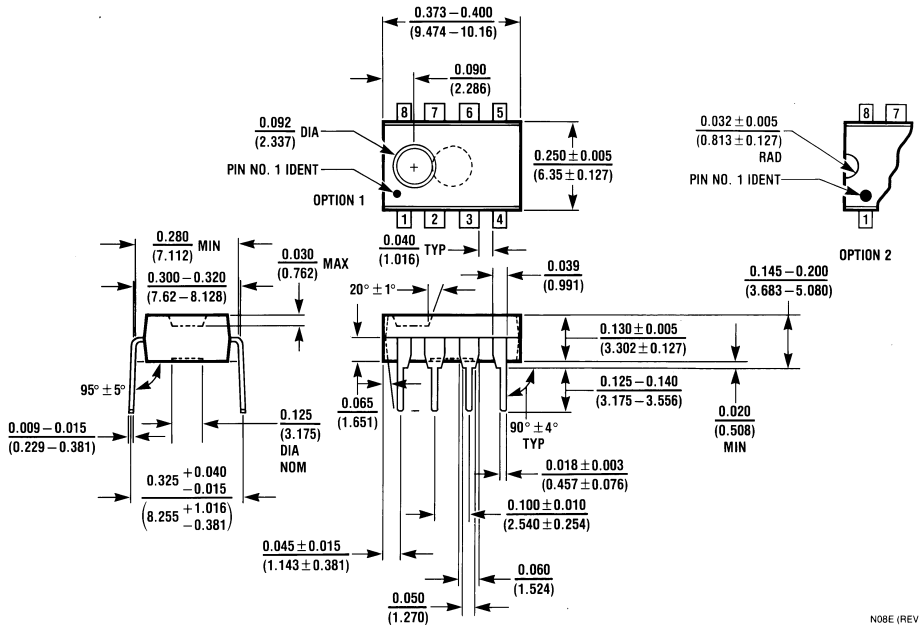 0.373 – 0.400
(9.474 – 10.16)
0.090
(2.286)
8 7 6 5
0.092 DIA
(2.337)
PIN NO. 1 IDENT
OPTION 1
1 2 3 4
0.250 ± 0.005
(6.35 ± 0.127)
0.032 ± 0.005
(0.813 ± 0.127)
RAD
PIN NO. 1 IDENT
8 7
1
OPTION 2
0.280 MIN
(7.112)
0.300 – 0.320
(7.62 – 8.128)
0.030 MAX
(0.762)
0.040 TYP
(1.016)
0.039
(0.991)
20° ± 1°
0.145 – 0.200
(3.683 – 5.080)
0.130 ± 0.005
(3.302 ± 0.127)
0.125 – 0.140
(3.175 – 3.556)
0.020
(0.508)
MIN
95° ± 5°
0.009 – 0.015
(0.229 – 0.381)
0.125
(3.175)
DIA
NOM
0.065
(1.651)
90° ± 4°
TYP
0.018 ± 0.003
(0.457 ± 0.076)
0.325 +0.040
−0.015
(8.255 +1.016
−0.381)
0.100 ± 0.010
(2.540 ± 0.254)
0.045 ± 0.015
(1.143 ± 0.381)
0.060
(1.524)
0.050
(1.270)
N08E (REV